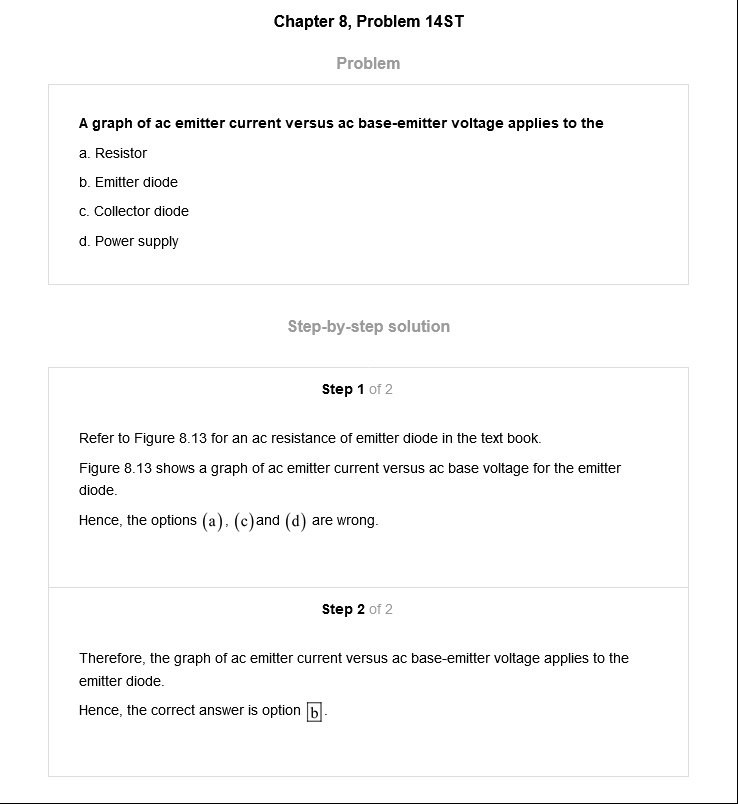 Chapter 8, Problem 14ST
Problem
A graph of ac emitter current versus ac base-emitter voltage applies to the
a. Resistor
b. Emitter diode
c. Collector diode
d. Power supply
Step-by-step solution
Step 1 of 2
Refer to Figure 8.13 for an ac resistance of emitter diode in the text book.
Figure 8.13 shows a graph of ac emitter current versus ac base voltage for the emitter
diode.
Hence, the options (a), (c)and (d) are wrong.
Step 2 of 2
Therefore, the graph of ac emitter current versus ac base-emitter voltage applies to the
emitter diode.
Hence, the correct answer is option b.